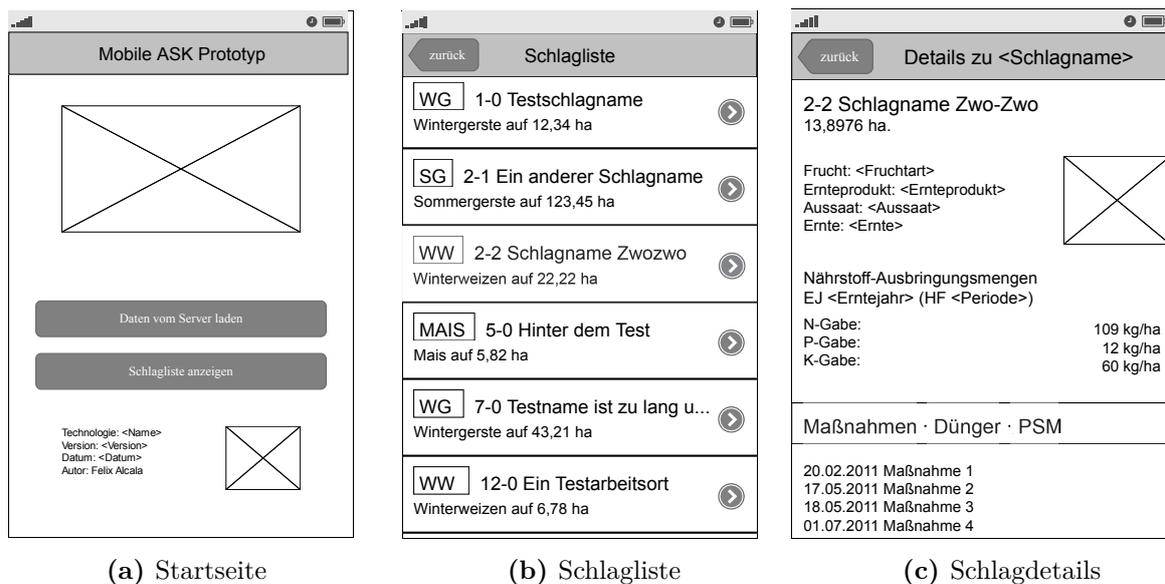 Mobile ASK Prototyp
Daten vom Server laden
Schlagliste anzeigen
Technologie: <Name>
Version: <Version>
Datum: <Datum>
Autor: Felix Alcala
(a) Startseite
zurück
Schlagliste
WG 1-0 Testschlagname
Wintergerste auf 12,34 ha
SG 2-1 Ein anderer Schlagname
Sommergerste auf 123,45 ha
WW 2-2 Schlagname Zwozwo
Winterweizen auf 22,22 ha
MAIS 5-0 Hinter dem Test
Mais auf 5,82 ha
WG 7-0 Testname ist zu lang u...
Wintergerste auf 43,21 ha
WW 12-0 Ein Testarbeitsort
Winterweizen auf 6,78 ha
(b) Schlagliste
zurück
Details zu <Schlagname>
2-2 Schlagname Zwo-Zwo
13,8976 ha.
Frucht: <Fruchtart>
Ernteprodukt: <Ernteprodukt>
Aussaat: <Aussaat>
Ernte: <Ernte>
Nährstoff-Ausbringungsmengen
EJ <Erntejahr> (HF <Periode>)
N-Gabe: 109 kg/ha
P-Gabe: 12 kg/ha
K-Gabe: 60 kg/ha
Maßnahmen · Dünger · PSM
20.02.2011 Maßnahme 1
17.05.2011 Maßnahme 2
18.05.2011 Maßnahme 3
01.07.2011 Maßnahme 4
(c) Schlagdetails